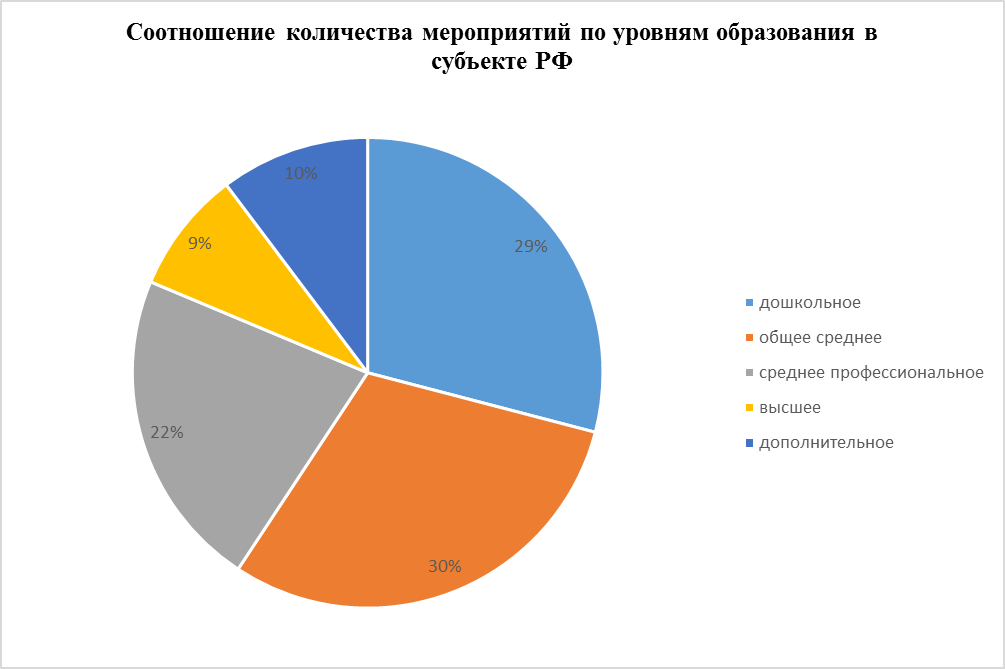 Соотношение количества мероприятий по уровням образования в
субъекте РФ
10%
29%
9%
22%
30%
дошкольное
общее среднее
среднее профессиональное
высшее
дополнительное